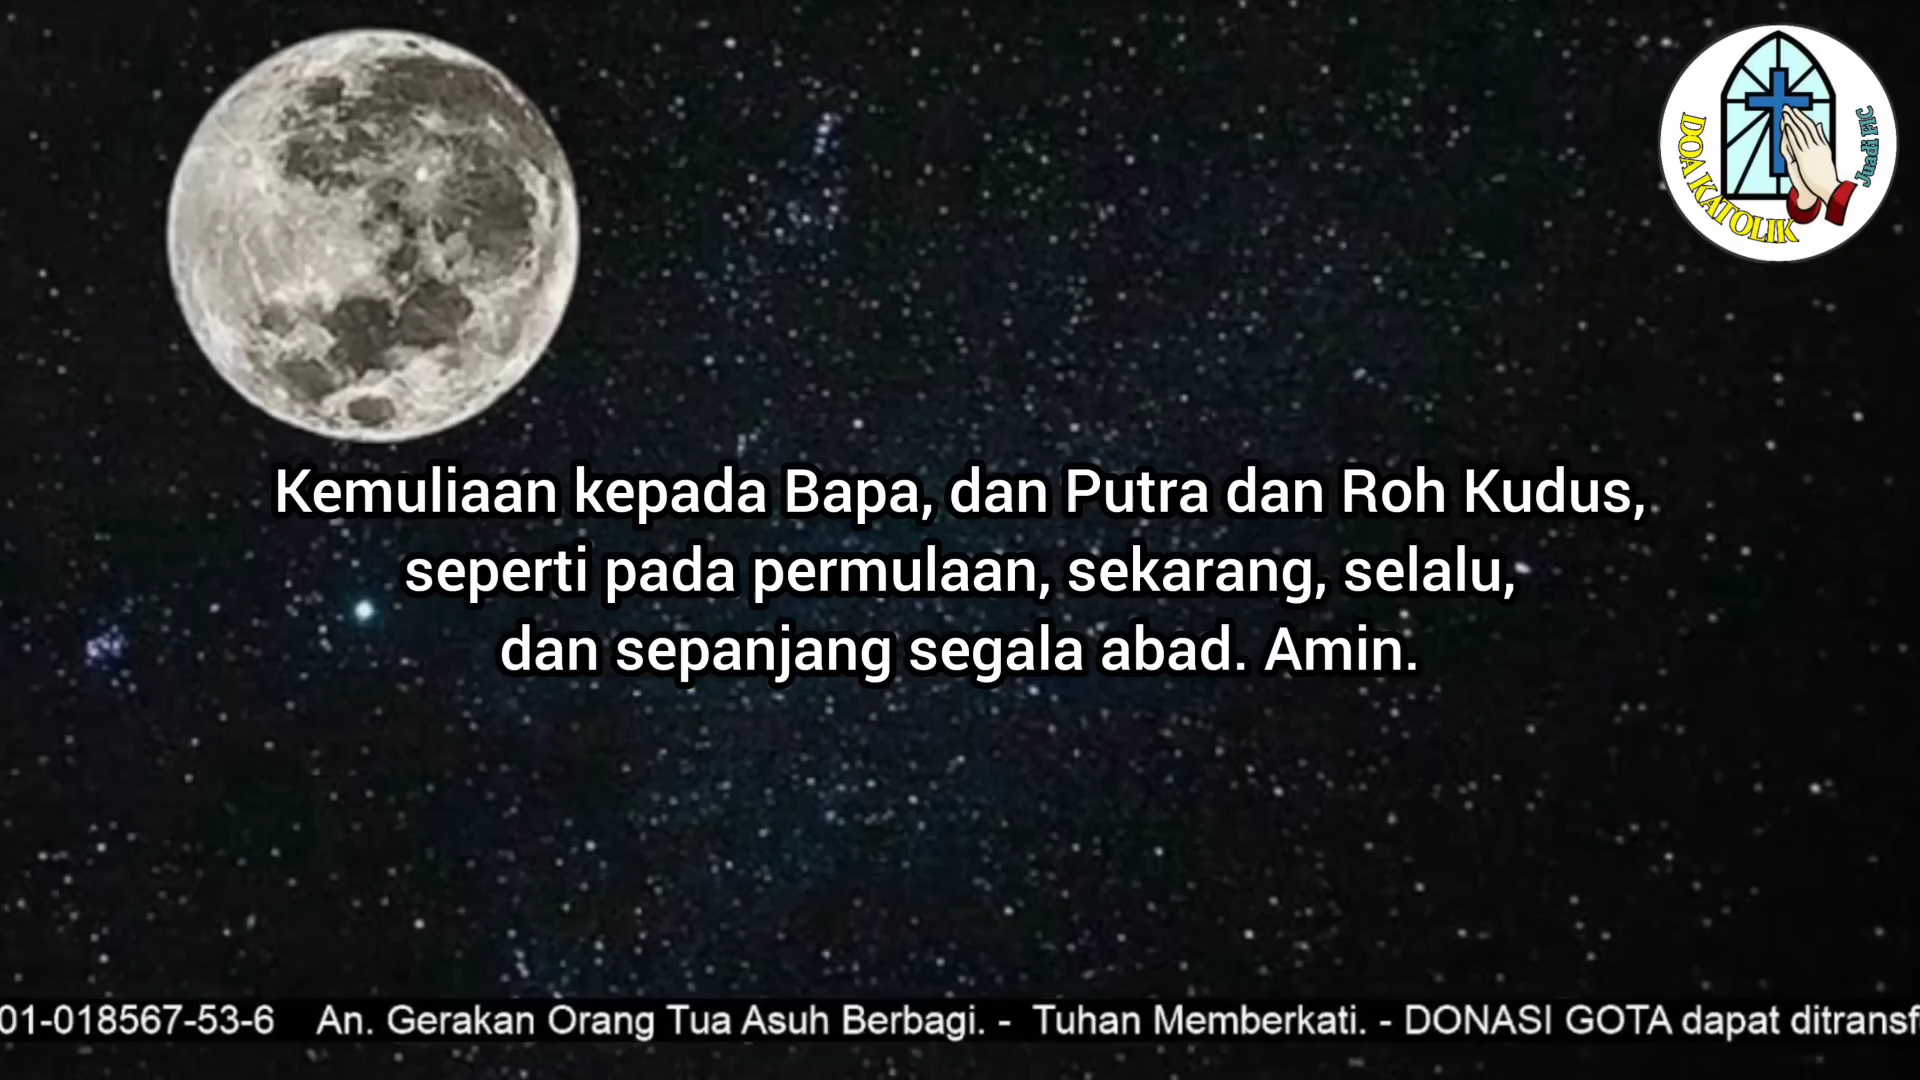 DOA KATOLIK
Juadi FIC
Kemuliaan kepada Bapa, dan Putra dan Roh Kudus,
seperti pada permulaan, sekarang, selalu,
dan sepanjang segala abad. Amin.
01-018567-53-6 An. Gerakan Orang Tua Asuh Berbagi. - Tuhan Memberkati. - DONASI GOTA dapat ditransf